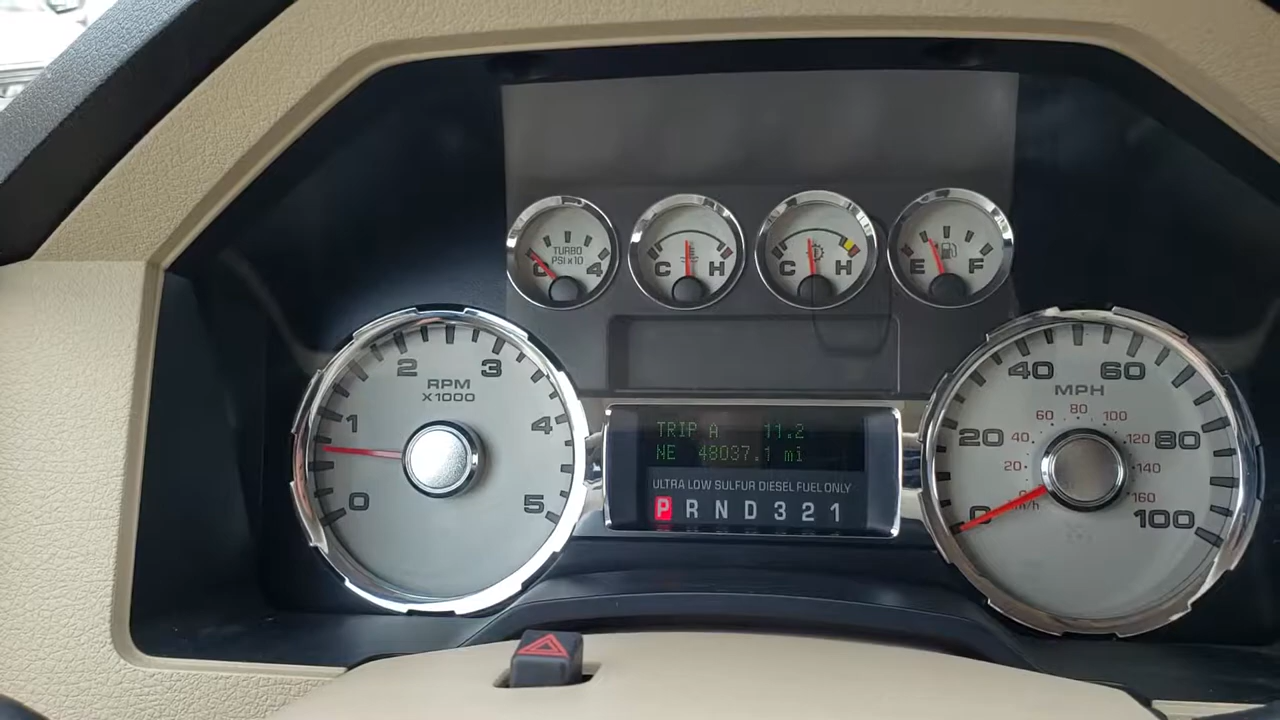 TURBO
PSI x10
0 4
C H
C H
E F
RPM
X1000
0 1 2 3 4 5
TRIP A 11.2
NE 48037.1 mi
ULTRA LOW SULFUR DIESEL FUEL ONLY
P R N D 3 2 1
MPH
0 20 40 60 80 100
20 40 60 80 100 120 140 160
km/h